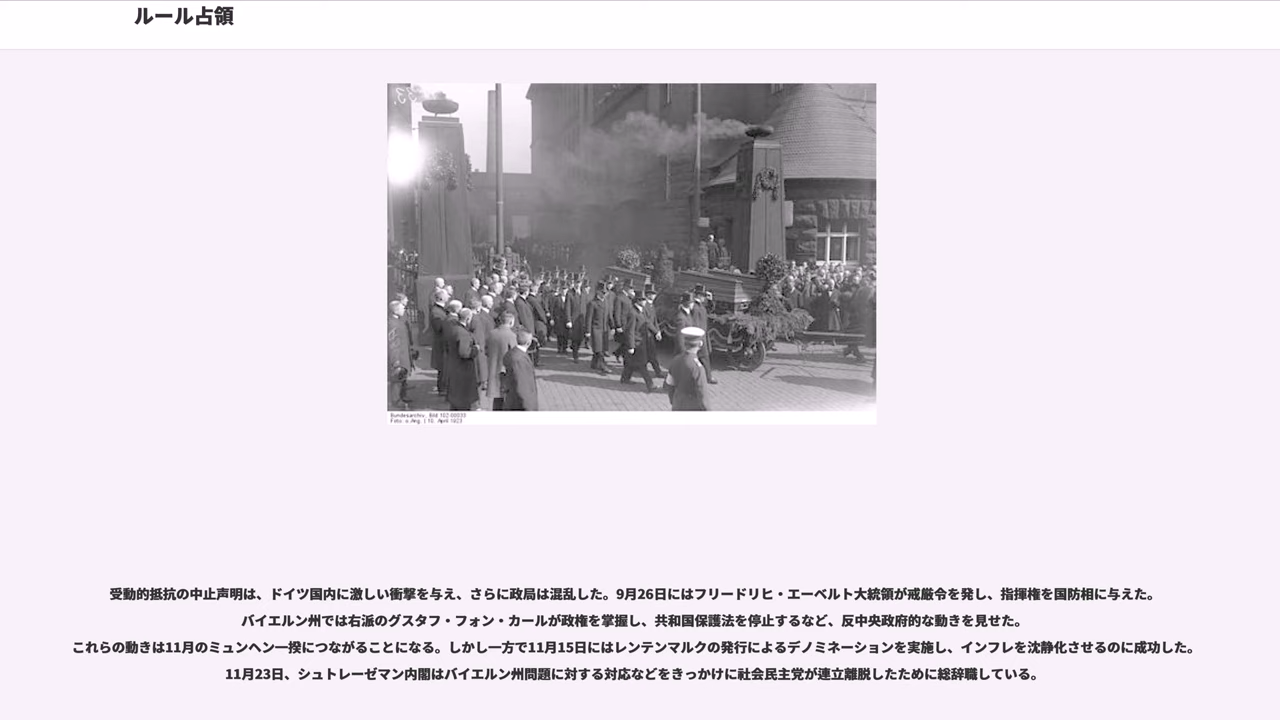 ルール占領
Bundesarchiv, Bild 102-00033
Foto: o.Ang. | 10. April 1923
受動的抵抗の中止声明は、ドイツ国内に激しい衝撃を与え、さらに政局は混乱した。9月26日にはフリードリヒ・エーベルト大統領が戒厳令を発し、指揮権を国防相に与えた。
バイエルン州では右派のグスタフ・フォン・カールが政権を掌握し、共和国保護法を停止するなど、反中央政府的な動きを見せた。
これらの動きは11月のミュンヘン一揆につながることになる。しかし一方で11月15日にはレンテンマルクの発行によるデノミネーションを実施し、インフレを沈静化させるのに成功した。
11月23日、シュトレーゼマン内閣はバイエルン州問題に対する対応などをきっかけに社会民主党が連立離脱したために総辞職している。